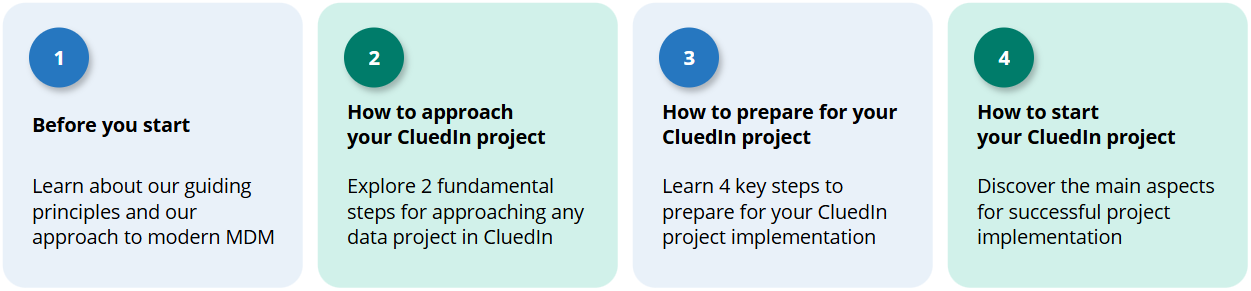 1
Before you start
Learn about our guiding
principles and our
approach to modern MDM
2
How to approach
your CluedIn project
Explore 2 fundamental
steps for approaching any
data project in CluedIn
3
How to prepare for your
CluedIn project
Learn 4 key steps to
prepare for your CluedIn
project implementation
4
How to start
your CluedIn project
Discover the main aspects
for successful project
implementation